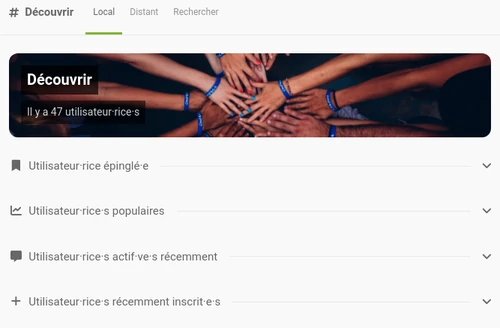 # Découvrir Local Distant Rechercher
Découvrir
Il y a 47 utilisateur·rice·s
Utilisateur·rice épinglé·e
Utilisateur·rice·s populaires
Utilisateur·rice·s actif·ve·s récemment
Utilisateur·rice·s récemment inscrit·e·s